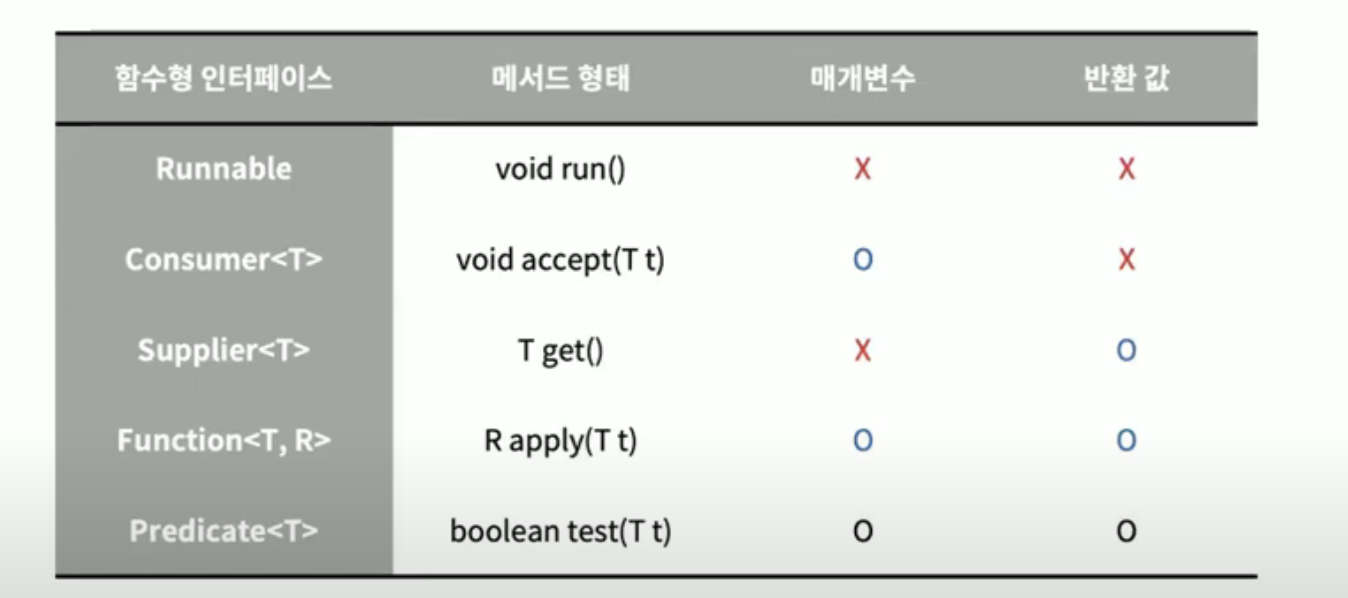 함수형 인터페이스 메서드 형태 매개변수 반환 값
Runnable void run() X X
Consumer<T> void accept(T t) O X
Supplier<T> T get() X O
Function<T, R> R apply(T t) O O
Predicate<T> boolean test(T t) O O